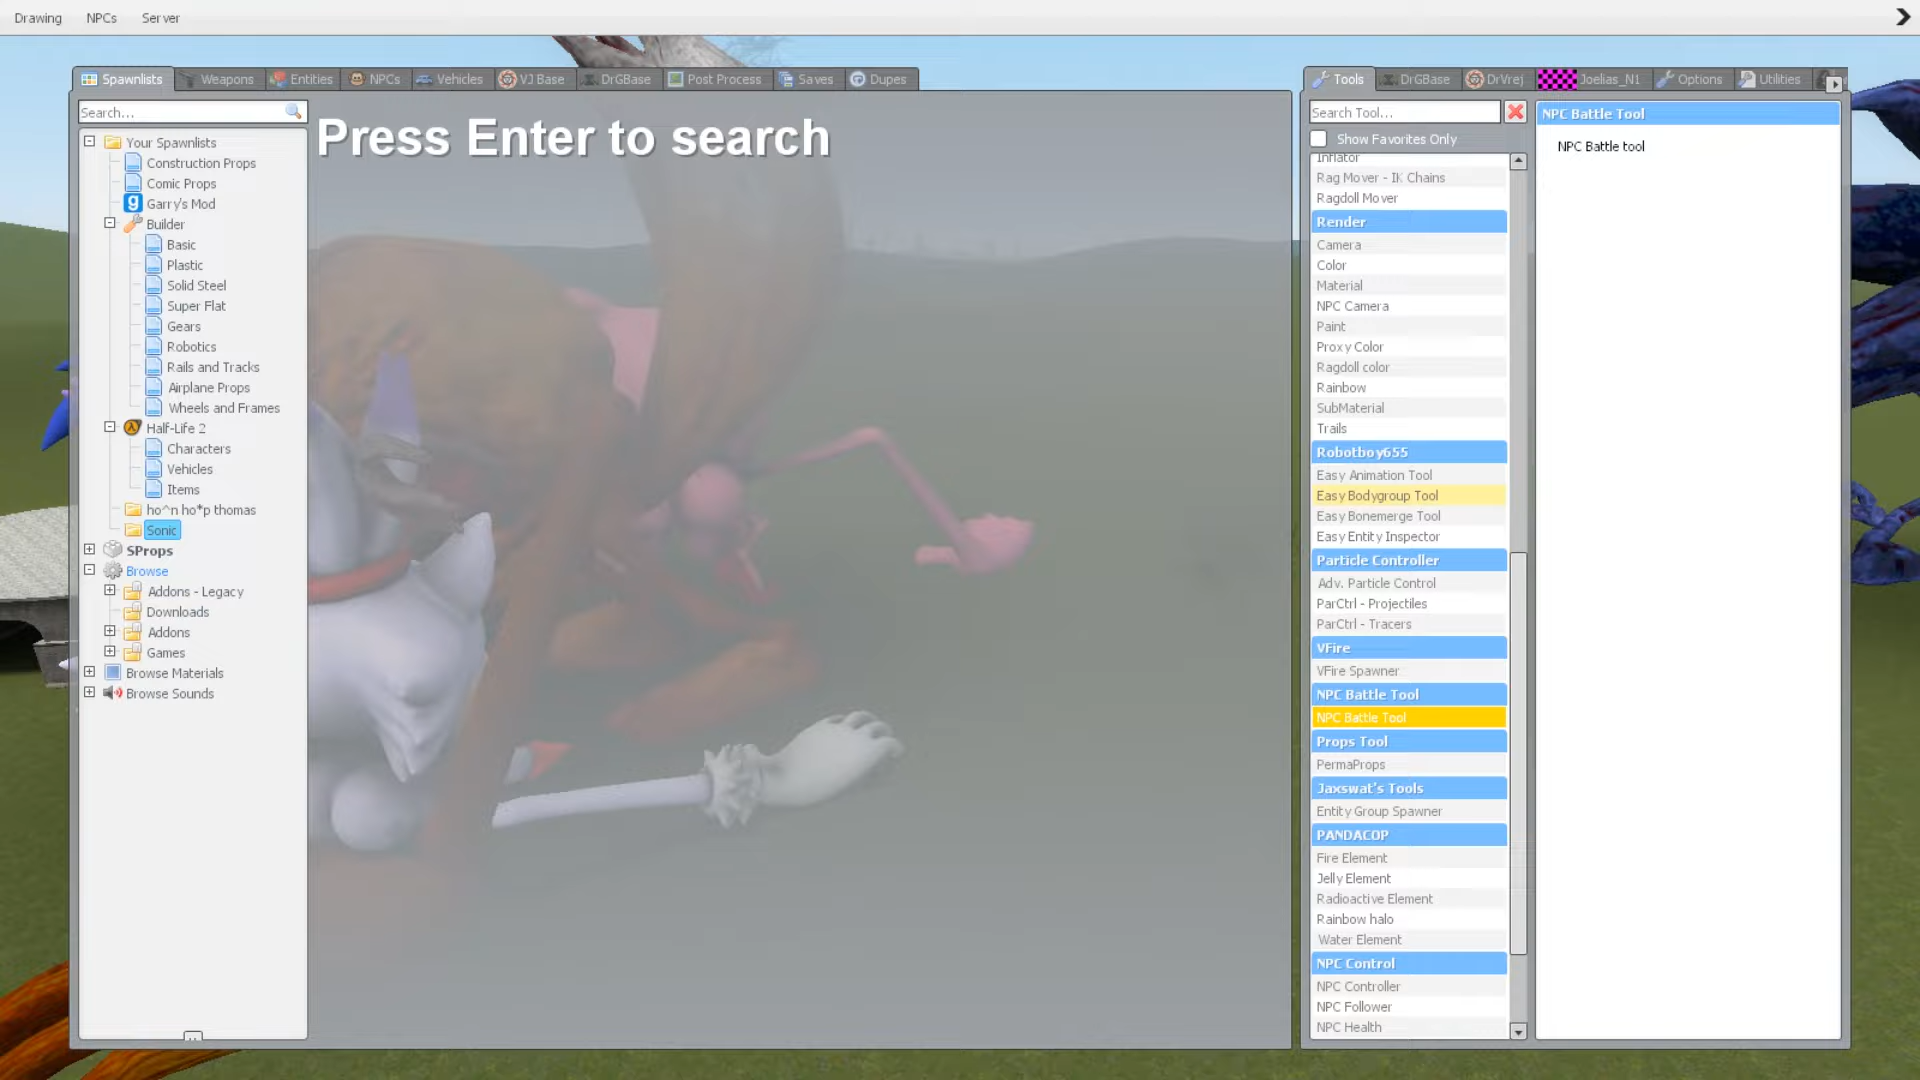 Drawing NPCs Server
Spawnlists Weapons Entities NPCs Vehicles VJ Base DrGBase Post Process Saves Dupes
Search...
Your Spawnlists
Construction Props
Comic Props
Garry's Mod
Builder
Basic
Plastic
Solid Steel
Super Flat
Gears
Robotics
Rails and Tracks
Airplane Props
Wheels and Frames
Half-Life 2
Characters
Vehicles
Items
ho^n ho*p thomas
Sonic
SProps
Browse
Addons - Legacy
Downloads
Addons
Games
Browse Materials
Browse Sounds
Press Enter to search
Tools DrGBase DrVrej Joelias_N1 Options Utilities
Search Tool...
Show Favorites Only
Inflator
Rag Mover - IK Chains
Ragdoll Mover
Render
Camera
Color
Material
NPC Camera
Paint
Proxy Color
Ragdoll color
Rainbow
SubMaterial
Trails
Robotboy655
Easy Animation Tool
Easy Bodygroup Tool
Easy Bonemerge Tool
Easy Entity Inspector
Particle Controller
Adv. Particle Control
ParCtrl - Projectiles
ParCtrl - Tracers
VFire
VFire Spawner
NPC Battle Tool
NPC Battle Tool
Props Tool
PermaProps
Jaxswat's Tools
Entity Group Spawner
PANDACOP
Fire Element
Jelly Element
Radioactive Element
Rainbow halo
Water Element
NPC Control
NPC Controller
NPC Follower
NPC Health
NPC Battle Tool
NPC Battle tool